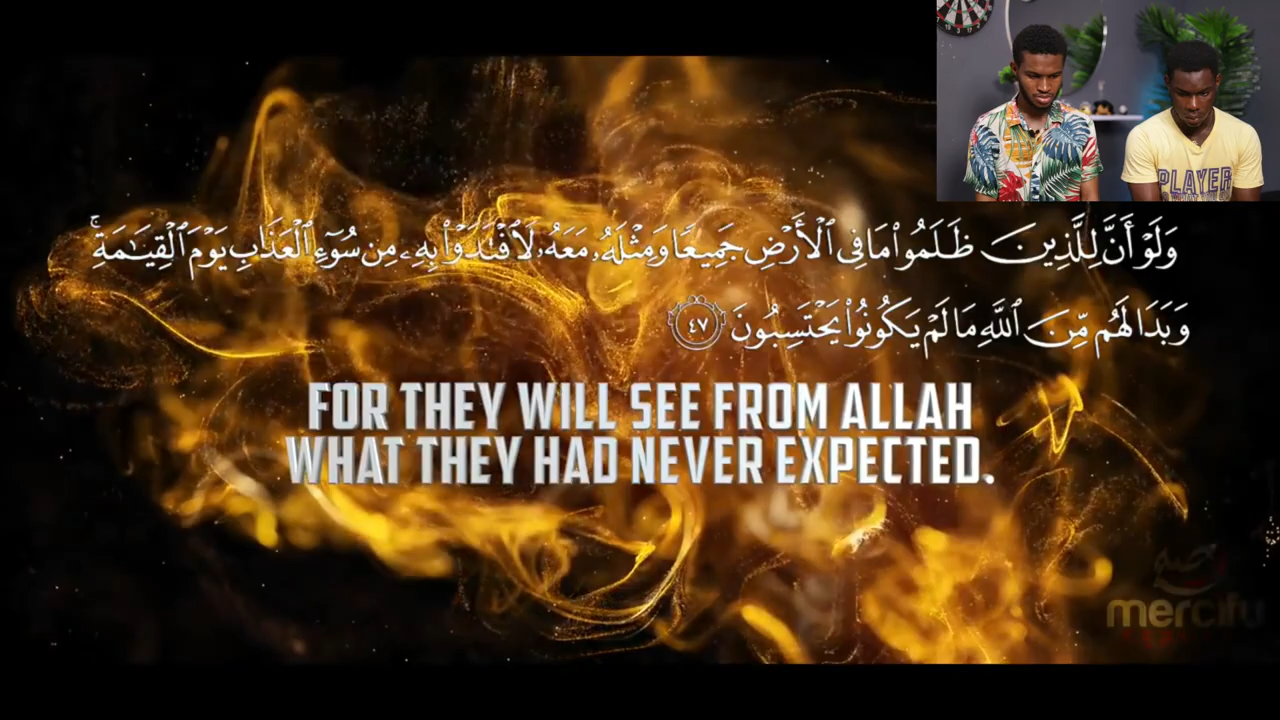 PLAYER
وَلَوْ أَنَّ لِلَّذِينَ ظَلَمُوا۟ مَا فِى ٱلْأَرْضِ جَمِيعًا وَمِثْلَهُۥ مَعَهُۥ لَٱفْتَدَوْا۟ بِهِۦ مِن سُوٓءِ ٱلْعَذَابِ يَوْمَ ٱلْقِيَـٰمَةِ ۚ
وَبَدَا لَهُم مِّنَ ٱللَّهِ مَا لَمْ يَكُونُوا۟ يَحْتَسِبُونَ ٤٧
FOR THEY WILL SEE FROM ALLAH
WHAT THEY HAD NEVER EXPECTED.
mercifu